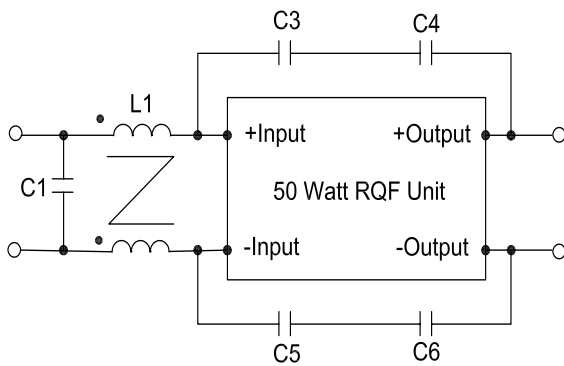 C3
C4
L1
+Input
+Output
C1
50 Watt RQF Unit
-Input
-Output
C5
C6